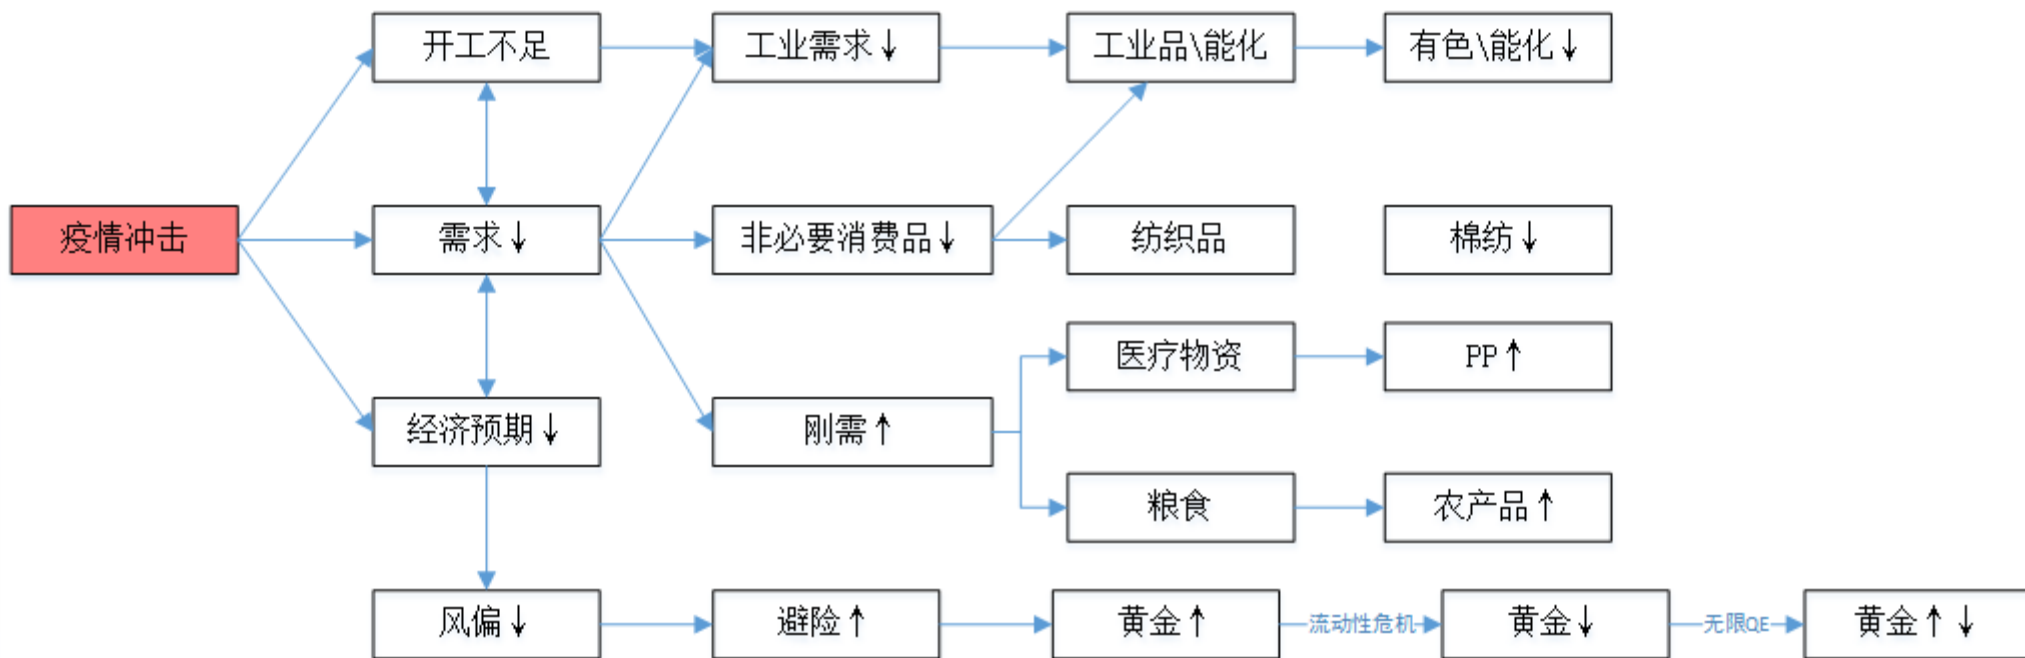 开工不足
工业需求↓
工业品\能化
有色\能化↓
疫情冲击
需求↓
非必要消费品↓
纺织品
棉纺↓
医疗物资
PP↑
经济预期↓
刚需↑
粮食
农产品↑
风偏↓
避险↑
黄金↑
流动性危机
黄金↓
无限QE
黄金↑↓